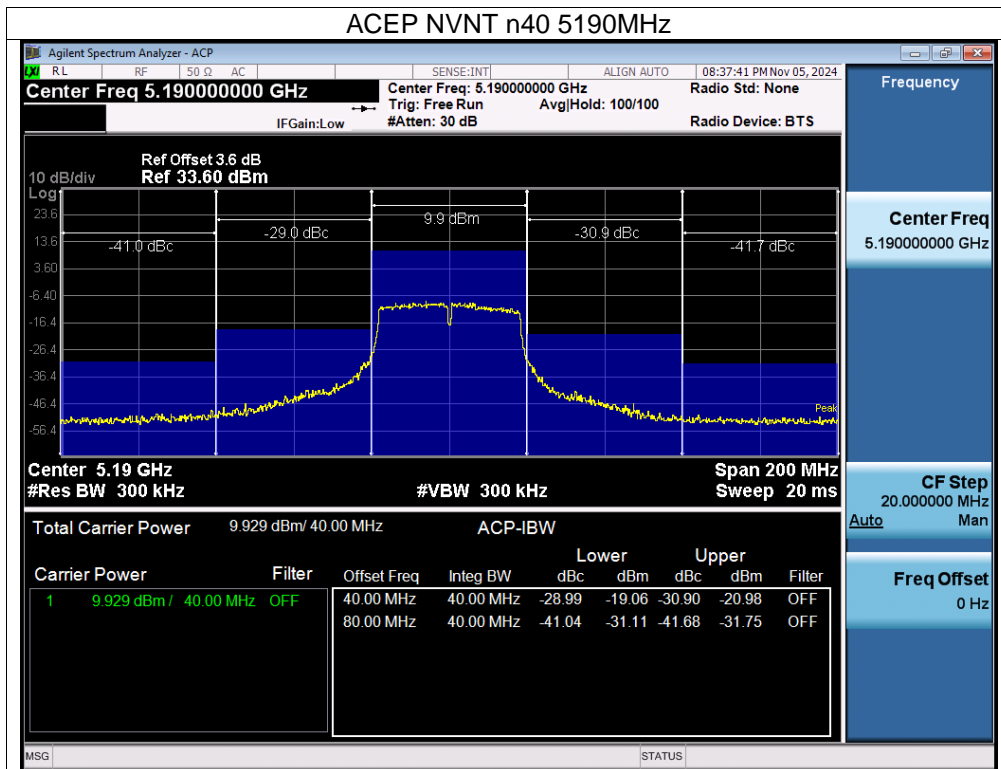 ACEP NVNT n40 5190MHz
Agilent Spectrum Analyzer - ACP
LXI RL RF 50 Ω AC SENSE:INT ALIGN AUTO 08:37:41 PM Nov 05, 2024
Center Freq 5.190000000 GHz
Center Freq: 5.190000000 GHz Radio Std: None
Trig: Free Run Avg|Hold: 100/100
IFGain:Low #Atten: 30 dB Radio Device: BTS
Ref Offset 3.6 dB
10 dB/div Ref 33.60 dBm
Log
23.6
13.6
3.60
-6.40
-16.4
-26.4
-36.4
-46.4
-56.4
-41.0 dBc -29.0 dBc 9.9 dBm -30.9 dBc -41.7 dBc
Peak
Center 5.19 GHz Span 200 MHz
#Res BW 300 kHz #VBW 300 kHz Sweep 20 ms
Total Carrier Power 9.929 dBm/ 40.00 MHz ACP-IBW
Lower Upper
Carrier Power Filter Offset Freq Integ BW dBc dBm dBc dBm Filter
1 9.929 dBm / 40.00 MHz OFF 40.00 MHz 40.00 MHz -28.99 -19.06 -30.90 -20.98 OFF
80.00 MHz 40.00 MHz -41.04 -31.11 -41.68 -31.75 OFF
MSG STATUS
Frequency
Center Freq
5.190000000 GHz
CF Step
20.000000 MHz
Auto Man
Freq Offset
0 Hz